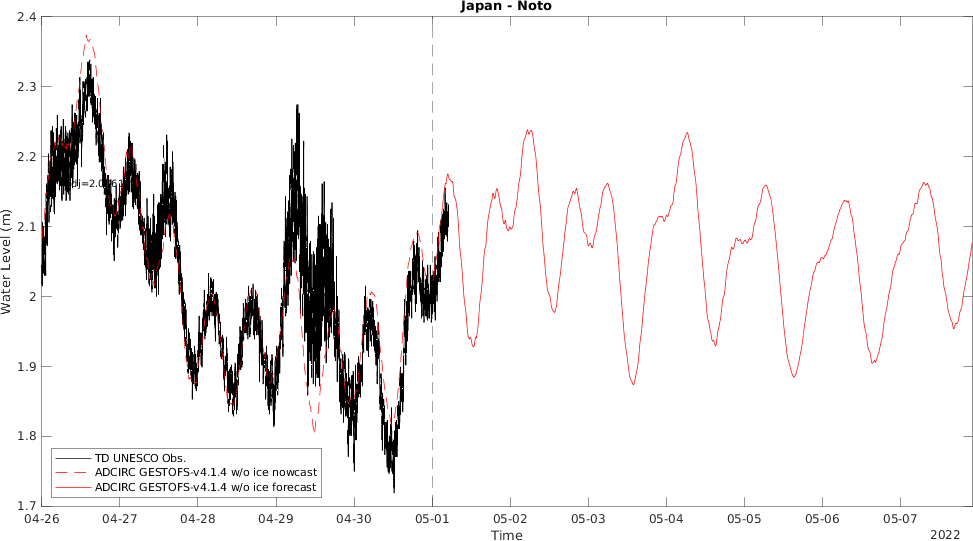 Japan - Noto
2.4
2.3
2.2
2.1
2
1.9
1.8
1.7
Water Level (m)
TD UNESCO Obs.
ADCIRC GESTOFS-v4.1.4 w/o ice nowcast
ADCIRC GESTOFS-v4.1.4 w/o ice forecast
04-26 04-27 04-28 04-29 04-30 05-01 05-02 05-03 05-04 05-05 05-06 05-07
Time
2022